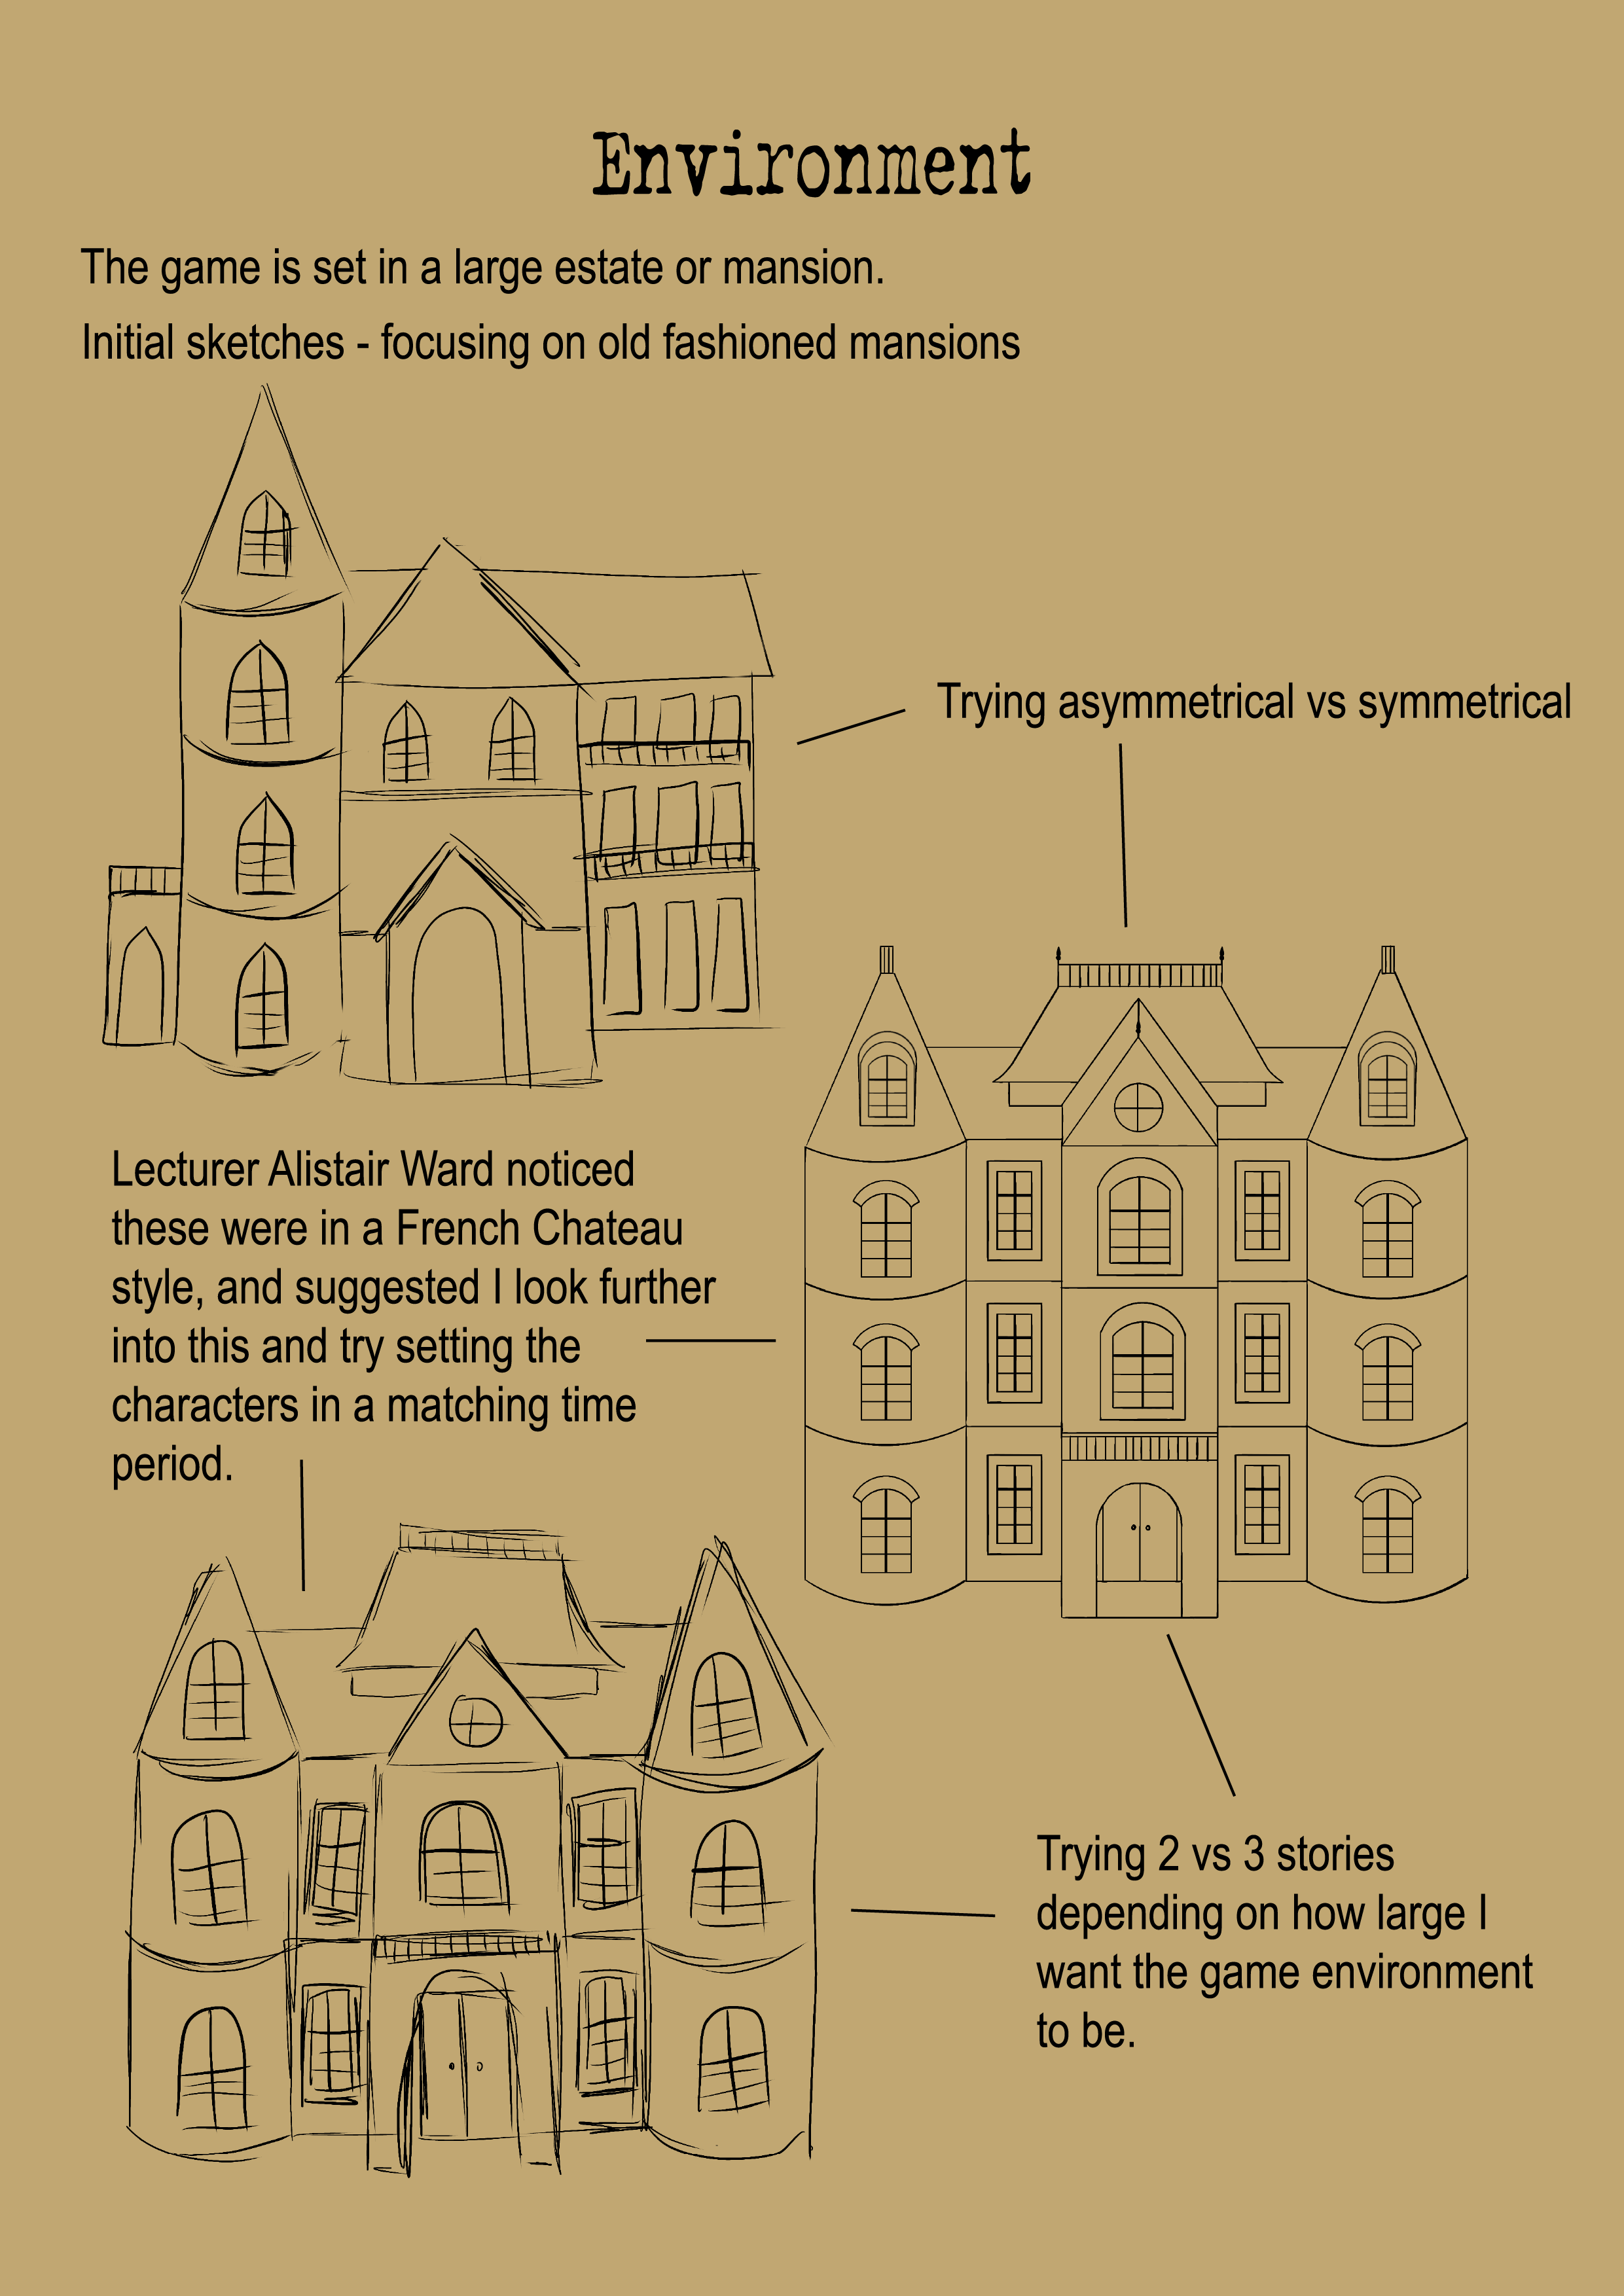 Environment
The game is set in a large estate or mansion.
Initial sketches - focusing on old fashioned mansions
Trying asymmetrical vs symmetrical
Lecturer Alistair Ward noticed
these were in a French Chateau
style, and suggested I look further
into this and try setting the
characters in a matching time
period.
Trying 2 vs 3 stories
depending on how large I
want the game environment
to be.